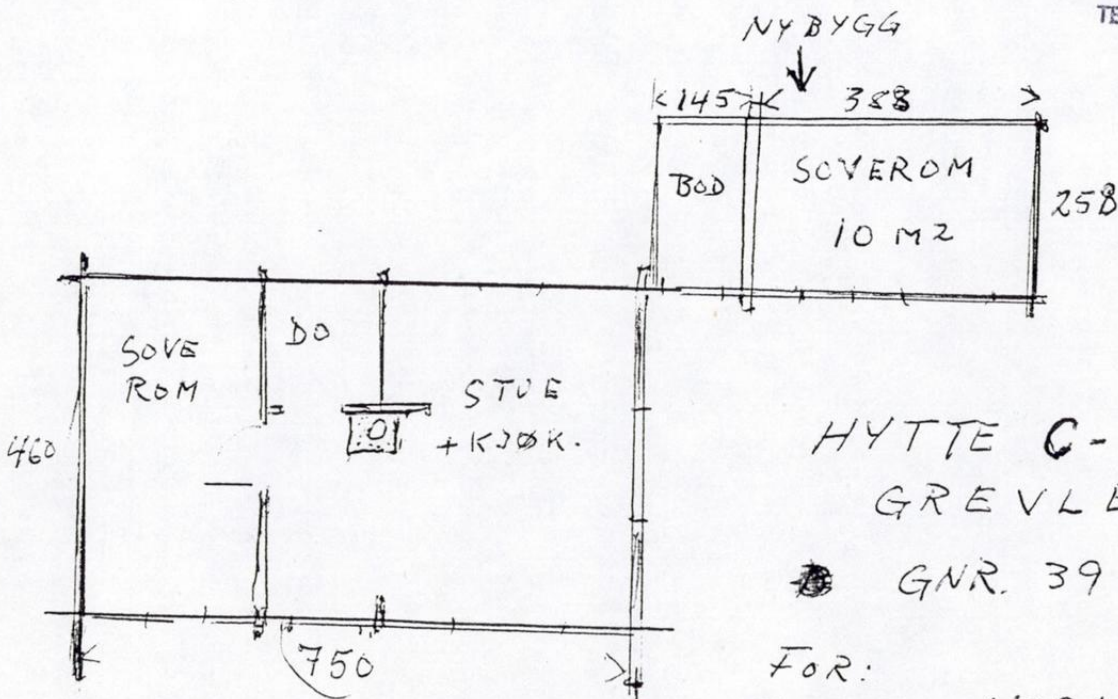 NYBYGG
145 388
BOD
SOVEROM
10 M2
258
SOVE
ROM
DO
STUE
+ KJØK.
460
750
HYTTE C-
GREVL
GNR. 39
FOR: